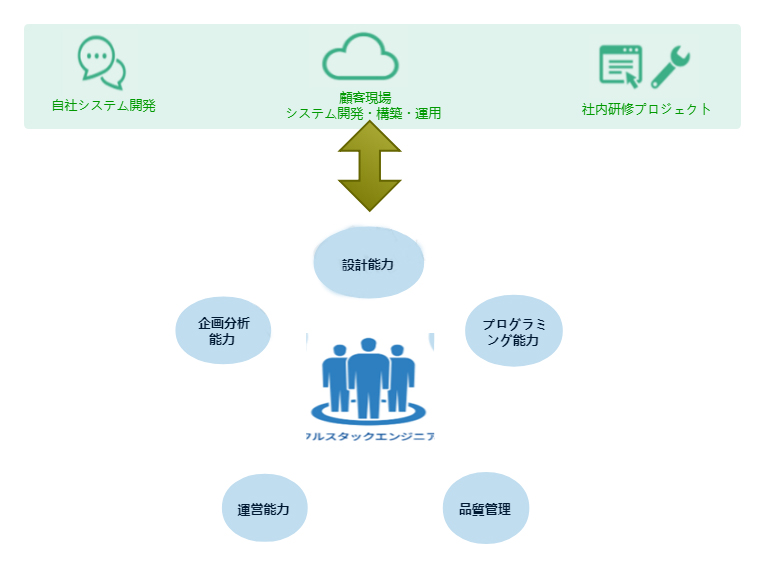 自社システム開発
顧客現場
システム開発・構築・運用
社内研修プロジェクト
設計能力
企画分析
能力
プログラミ
ング能力
ルスタックエンジニア
運営能力
品質管理